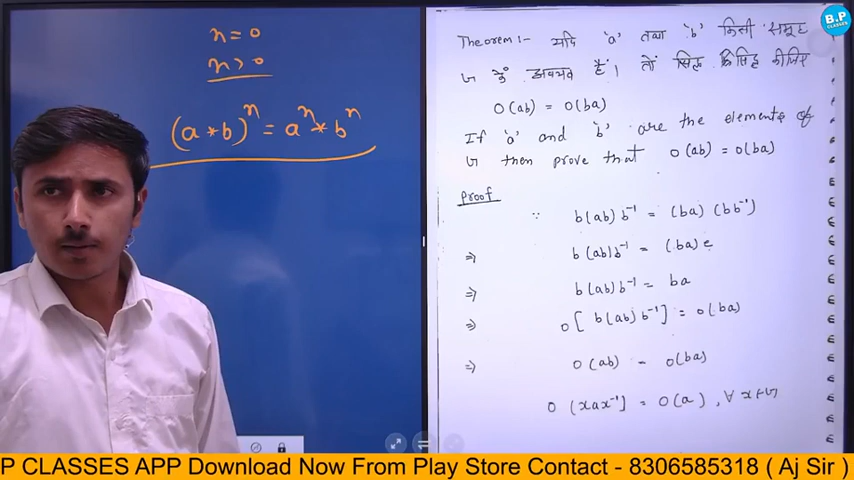 n = 0
n > 0
(a * b)^n = a^n * b^n
B.P
CLASSES
Theorem :- यदि 'a' तथा 'b' किसी समूह
G के अवयव हैं। तो सिद्ध कीजिए
O(ab) = O(ba)
If 'a' and 'b' are the elements of
G then prove that O(ab) = O(ba)
Proof
∵ b(ab)b⁻¹ = (ba)(bb⁻¹)
⇒ b(ab)b⁻¹ = (ba)e
⇒ b(ab)b⁻¹ = ba
⇒ O[b(ab)b⁻¹] = O(ba)
⇒ O(ab) = O(ba)
O(xax⁻¹] = O(a), ∀ x∈G
P CLASSES APP Download Now From Play Store Contact - 8306585318 ( Aj Sir )